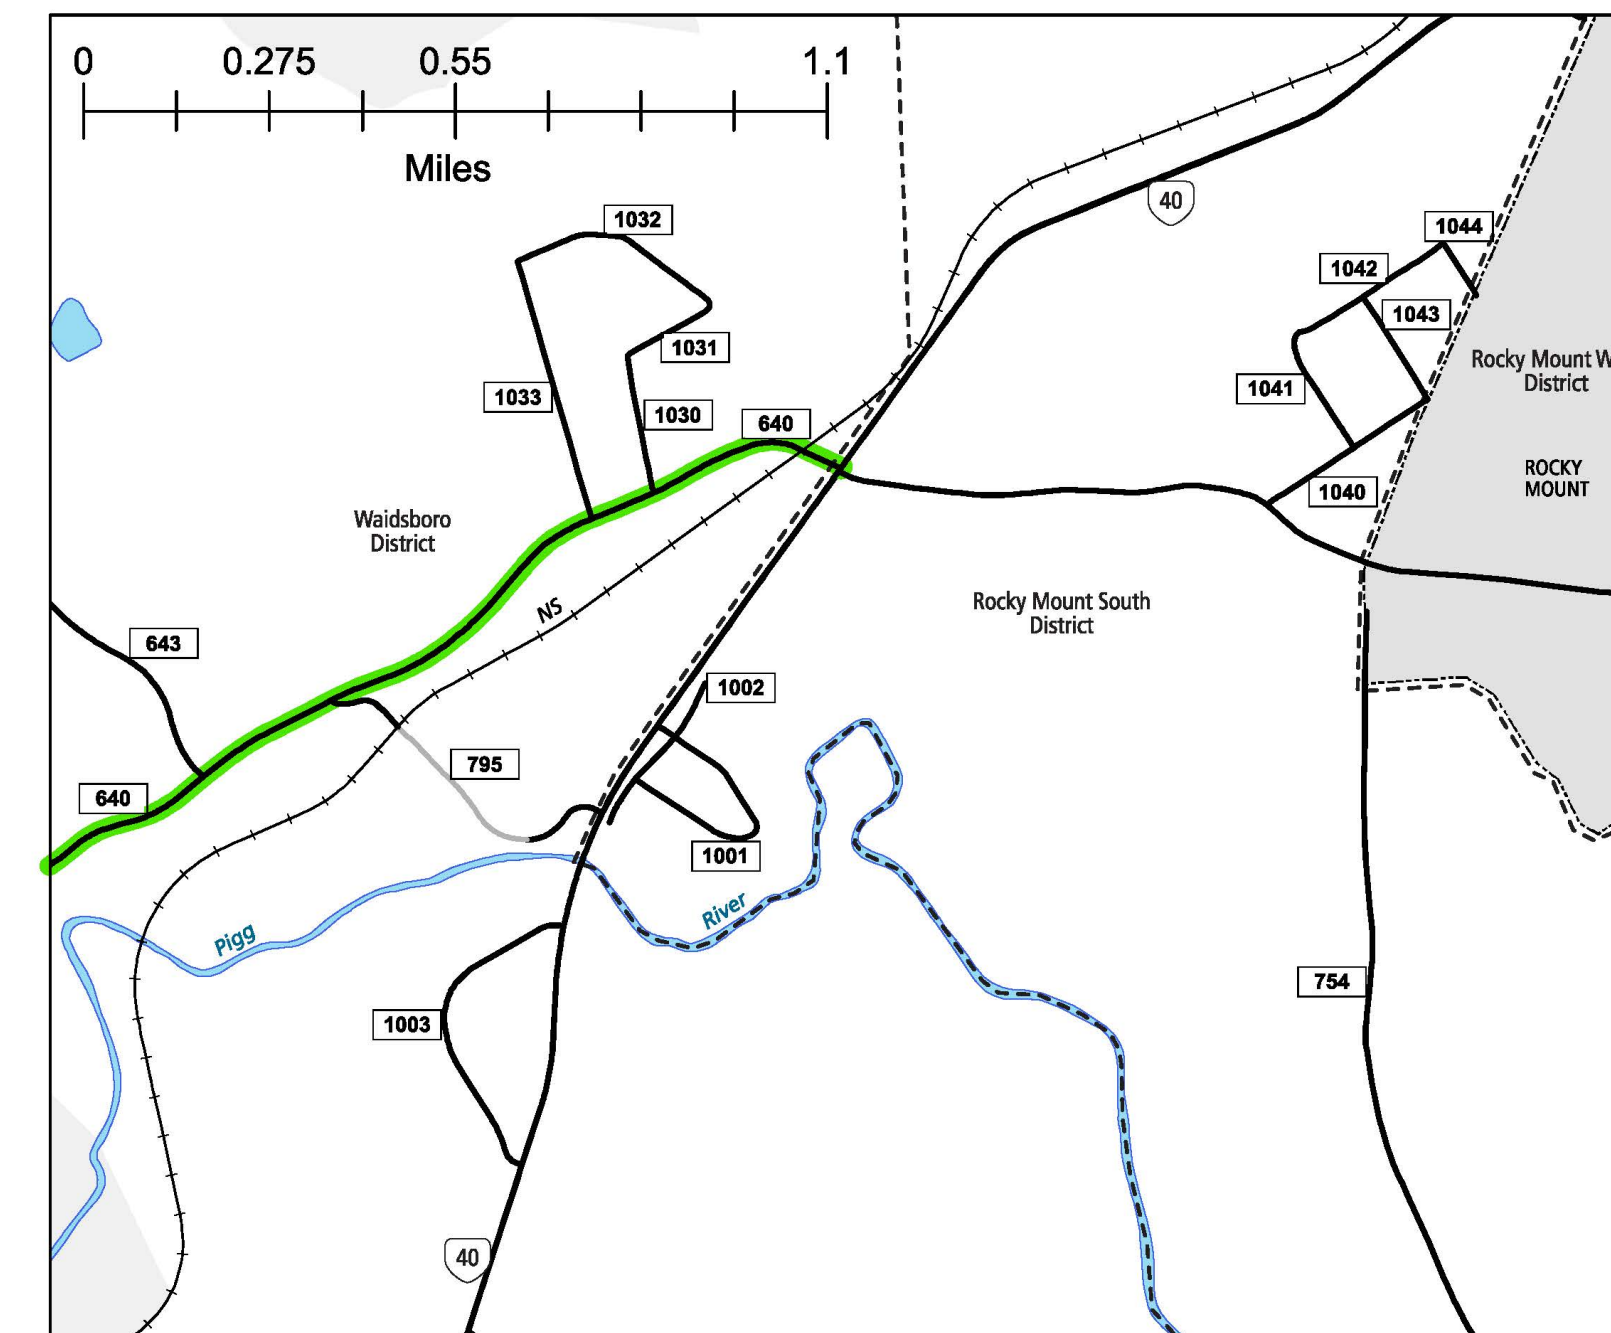 0 0.275 0.55 1.1
Miles
1032
40
1044
1042
1043
1031
1033
1041
1030
640
Rocky Mount W
District
ROCKY
MOUNT
1040
Waidsboro
District
NS
Rocky Mount South
District
643
1002
795
640
1001
River
Pigg
754
1003
40